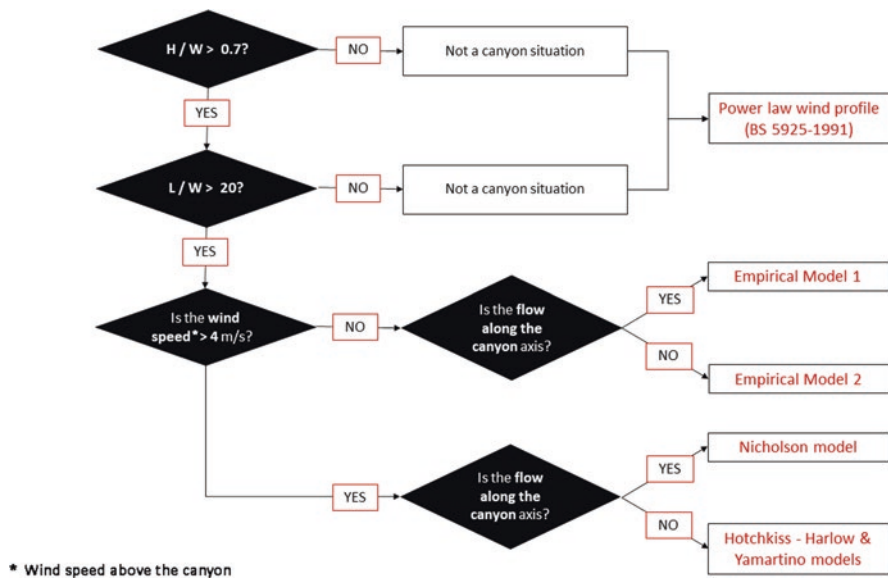 H / W > 0.7?
NO
Not a canyon situation
YES
Power law wind profile
(BS 5925-1991)
L / W > 20?
NO
Not a canyon situation
YES
Is the wind
speed* > 4 m/s?
NO
Is the flow
along the
canyon axis?
YES
Empirical Model 1
NO
Empirical Model 2
YES
Is the flow
along the
canyon axis?
YES
Nicholson model
NO
Hotchkiss - Harlow &
Yamartino models
* Wind speed above the canyon